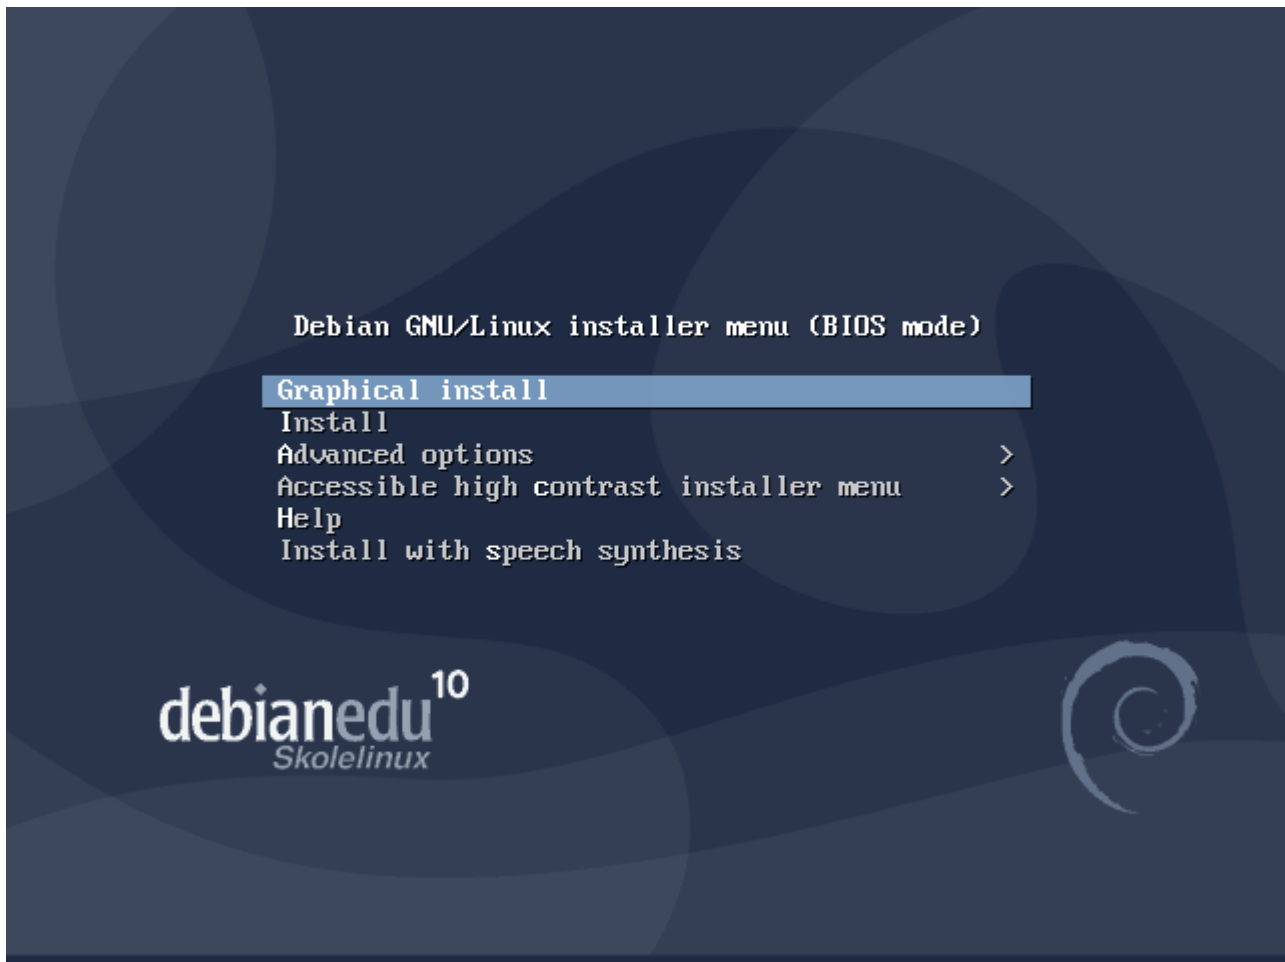 Debian GNU/Linux installer menu (BIOS mode)
Graphical install
Install
Advanced options >
Accessible high contrast installer menu >
Help
Install with speech synthesis
debianedu 10
Skolelinux